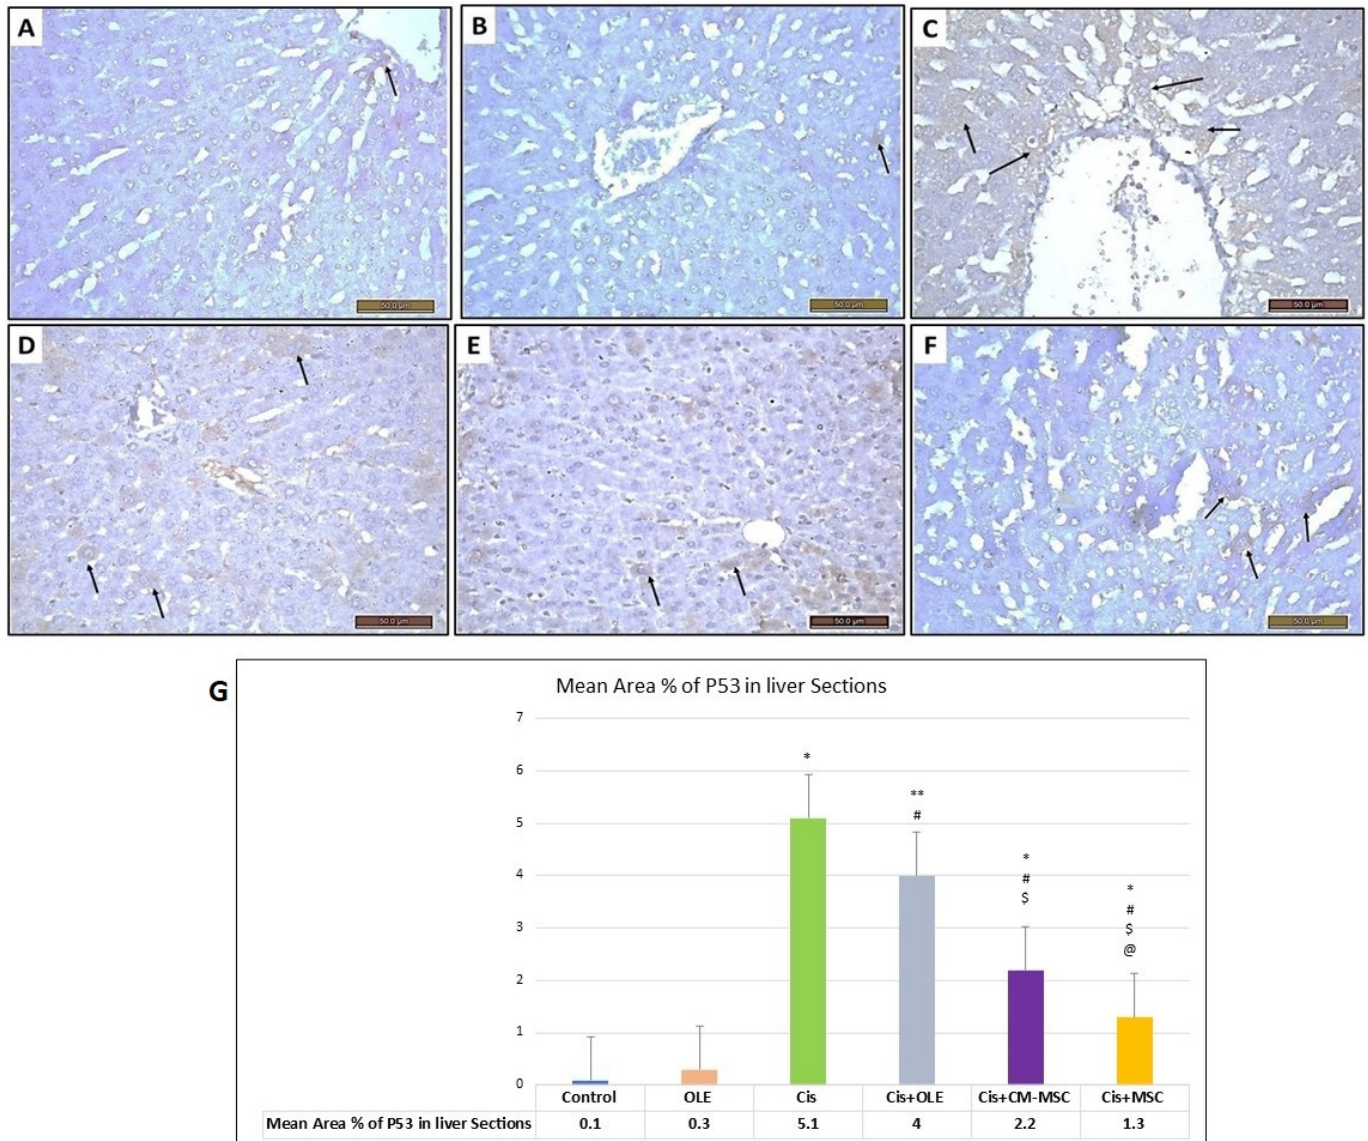 A
B
C
50.0 µm
50.0 µm
50.0 µm
D
E
F
50.0 µm
50.0 µm
50.0 µm
G
Mean Area % of P53 in liver Sections
7
6
5
4
3
2
1
0
*
**
#
*
#
$
*
#
$
@
Control OLE Cis Cis+OLE Cis+CM-MSC Cis+MSC
Mean Area % of P53 in liver Sections 0.1 0.3 5.1 4 2.2 1.3